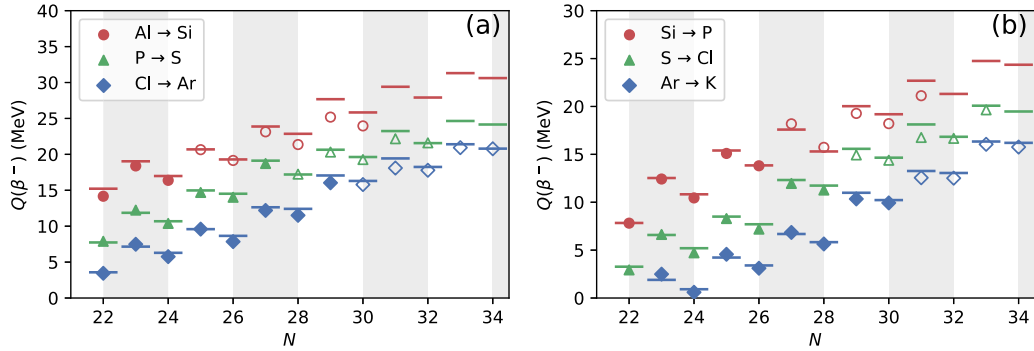 (a)
Al → Si
P → S
Cl → Ar
Q(β⁻) (MeV)
40
35
30
25
20
15
10
5
0
22 24 26 28 30 32 34
N
(b)
Si → P
S → Cl
Ar → K
Q(β⁻) (MeV)
30
25
20
15
10
5
0
22 24 26 28 30 32 34
N